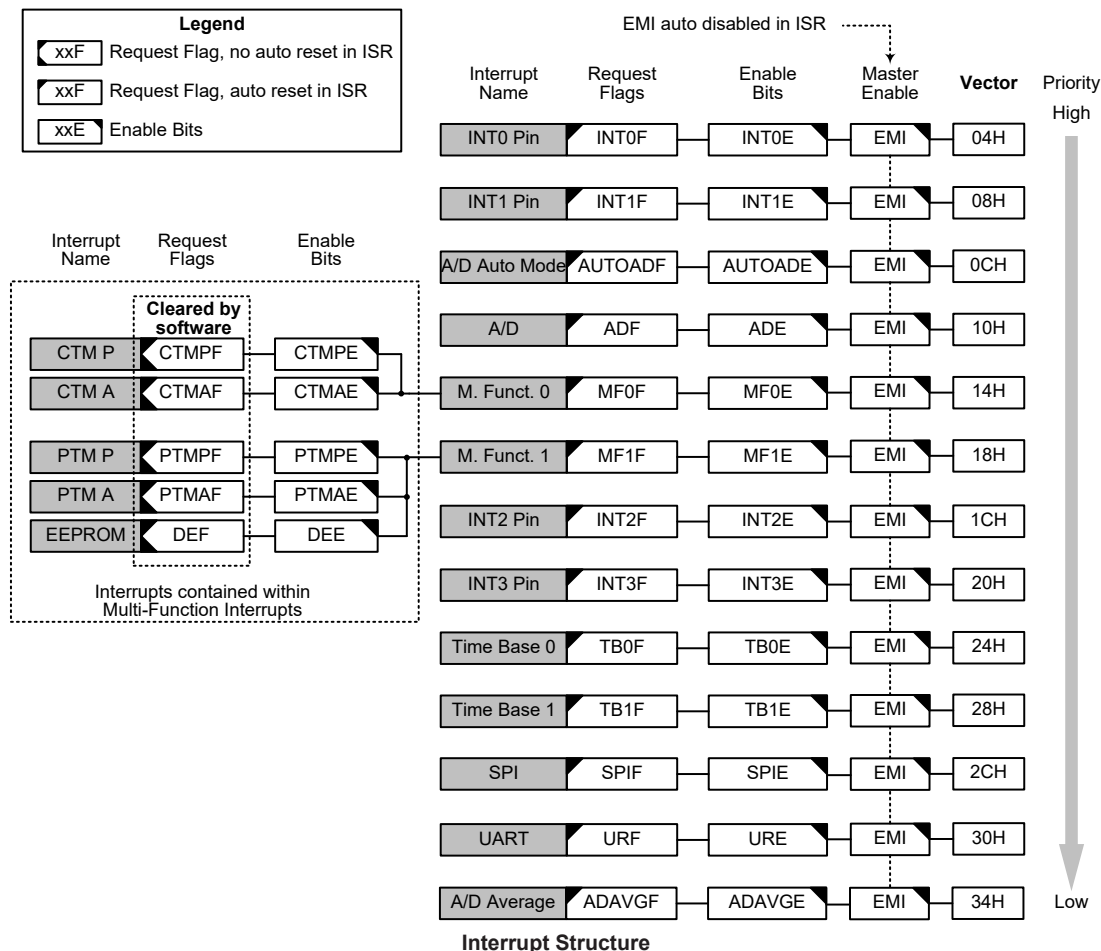 Legend
xxF Request Flag, no auto reset in ISR
xxF Request Flag, auto reset in ISR
xxE Enable Bits
EMI auto disabled in ISR
Interrupt Name Request Flags Enable Bits Master Enable Vector Priority
High
INT0 Pin INT0F INT0E EMI 04H
INT1 Pin INT1F INT1E EMI 08H
A/D Auto Mode AUTOADF AUTOADE EMI 0CH
A/D ADF ADE EMI 10H
M. Funct. 0 MF0F MF0E EMI 14H
M. Funct. 1 MF1F MF1E EMI 18H
INT2 Pin INT2F INT2E EMI 1CH
INT3 Pin INT3F INT3E EMI 20H
Time Base 0 TB0F TB0E EMI 24H
Time Base 1 TB1F TB1E EMI 28H
SPI SPIF SPIE EMI 2CH
UART URF URE EMI 30H
A/D Average ADAVGF ADAVGE EMI 34H
Low
Interrupt Name Request Flags Enable Bits
Cleared by
software
CTM P CTMPF CTMPE
CTM A CTMAF CTMAE
PTM P PTMPF PTMPE
PTM A PTMAF PTMAE
EEPROM DEF DEE
Interrupts contained within
Multi-Function Interrupts
Interrupt Structure